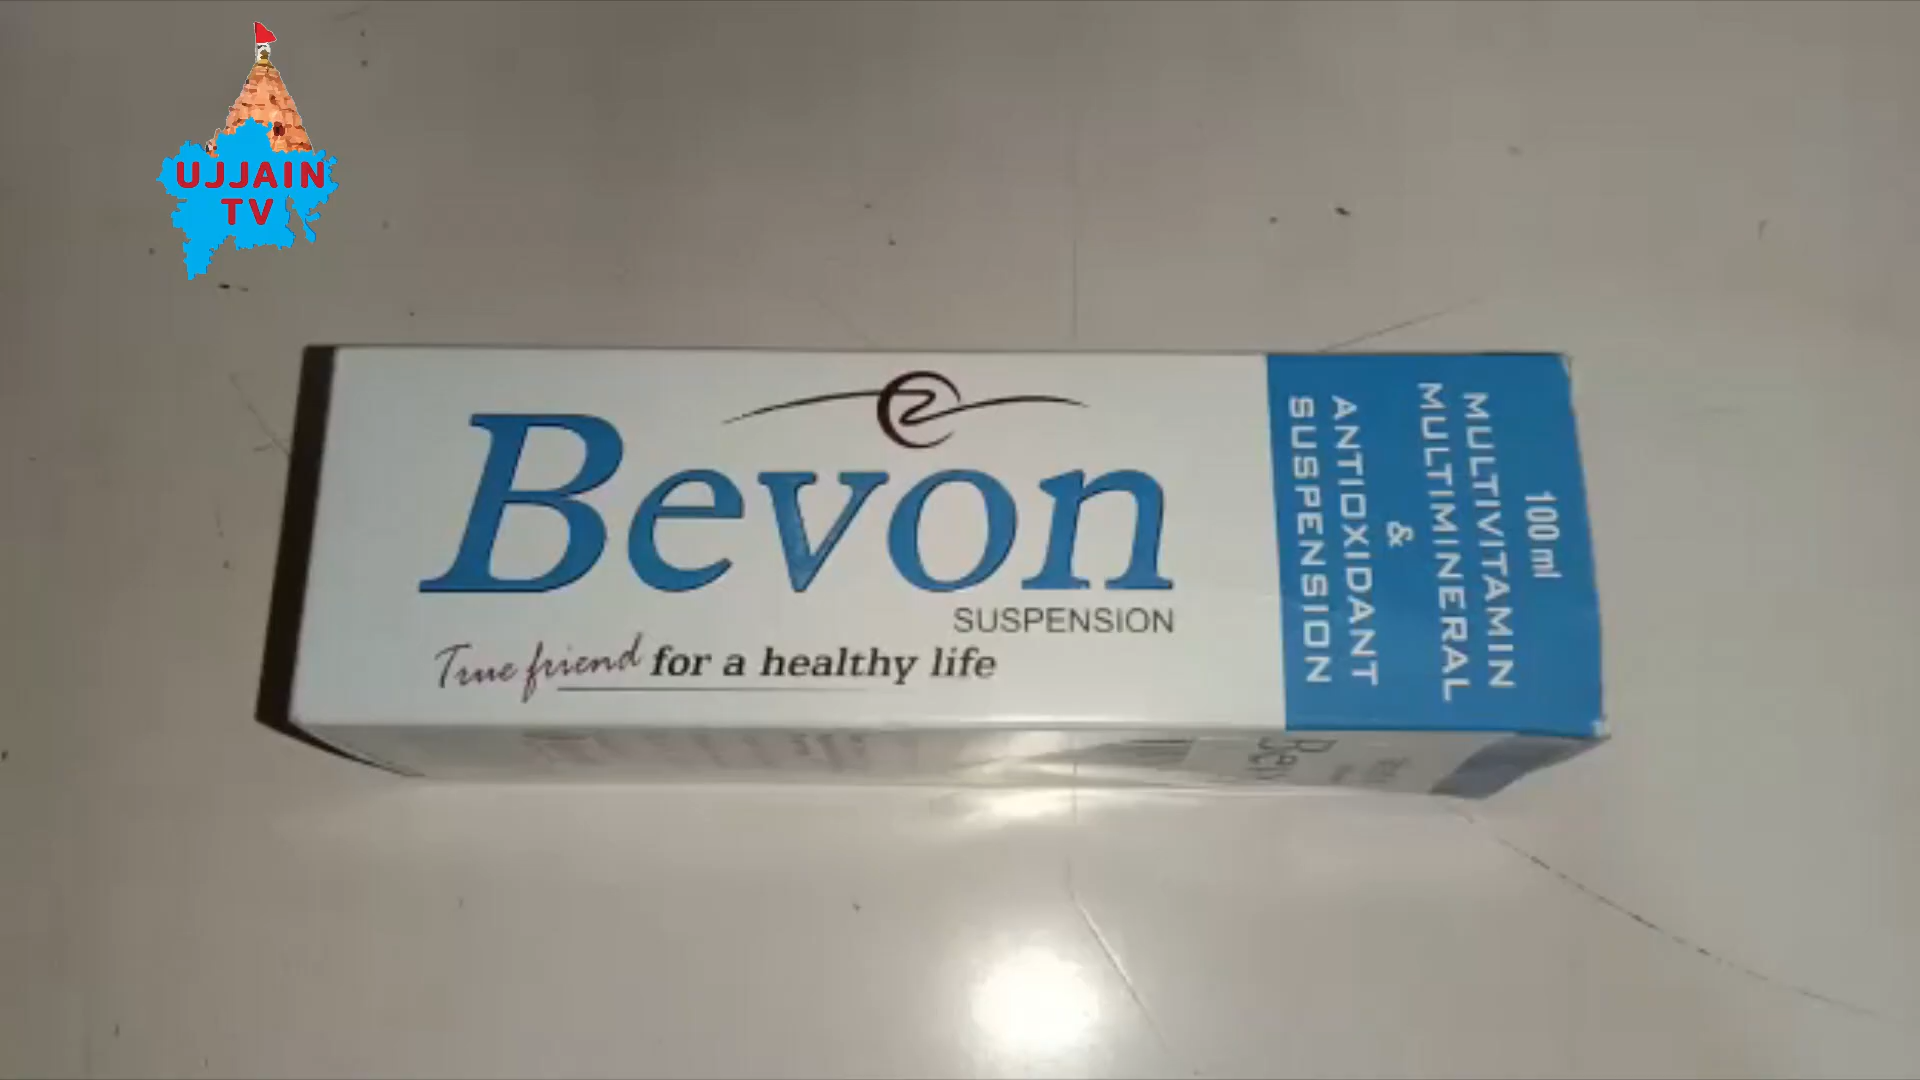 UJJAIN
TV
Bevon
SUSPENSION
True friend for a healthy life
100 ml
MULTIVITAMIN
MULTIMINERAL
&
ANTIOXIDANT
SUSPENSION